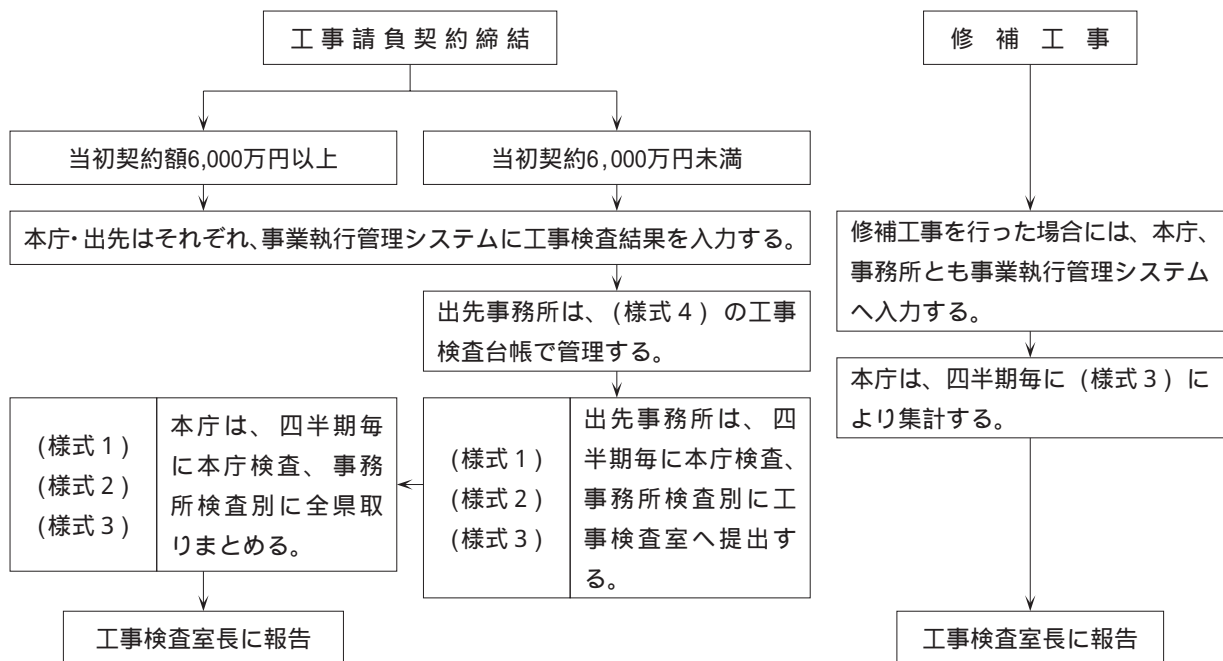 工事請負契約締結
修補工事
当初契約額6,000万円以上
当初契約6,000万円未満
本庁・出先はそれぞれ、事業執行管理システムに工事検査結果を入力する。
修補工事を行った場合には、本庁、
事務所とも事業執行管理システム
へ入力する。
出先事務所は、(様式4) の工事
検査台帳で管理する。
本庁は、四半期毎に (様式3) に
より集計する。
(様式1)
(様式2)
(様式3)
本庁は、四半期毎
に本庁検査、事務
所検査別に全県取
りまとめる。
(様式1)
(様式2)
(様式3)
出先事務所は、四
半期毎に本庁検査、
事務所検査別に工
事検査室へ提出す
る。
工事検査室長に報告
工事検査室長に報告